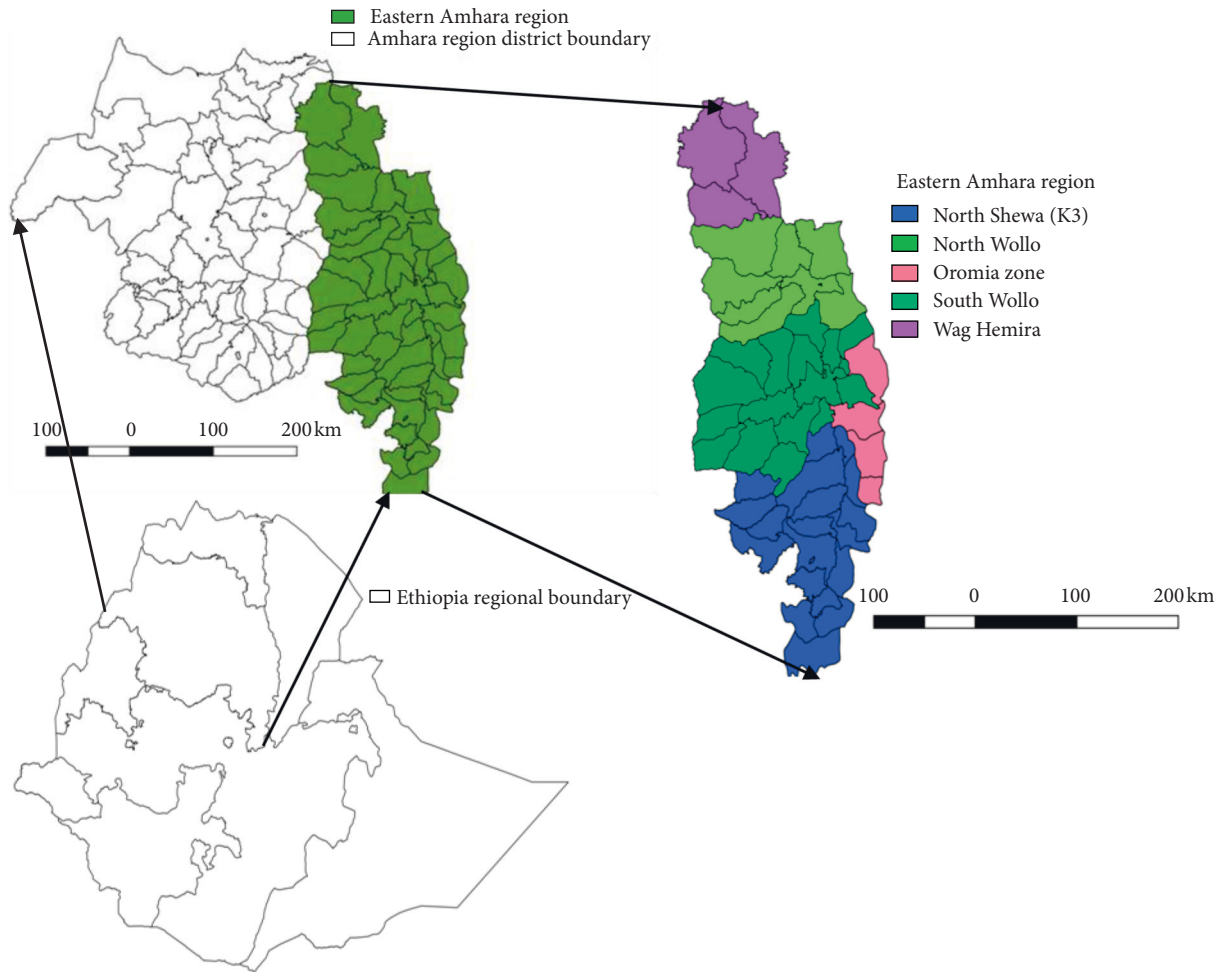 Eastern Amhara region
Amhara region district boundary
Eastern Amhara region
North Shewa (K3)
North Wollo
Oromia zone
South Wollo
Wag Hemira
100 0 100 200 km
Ethiopia regional boundary
100 0 100 200 km